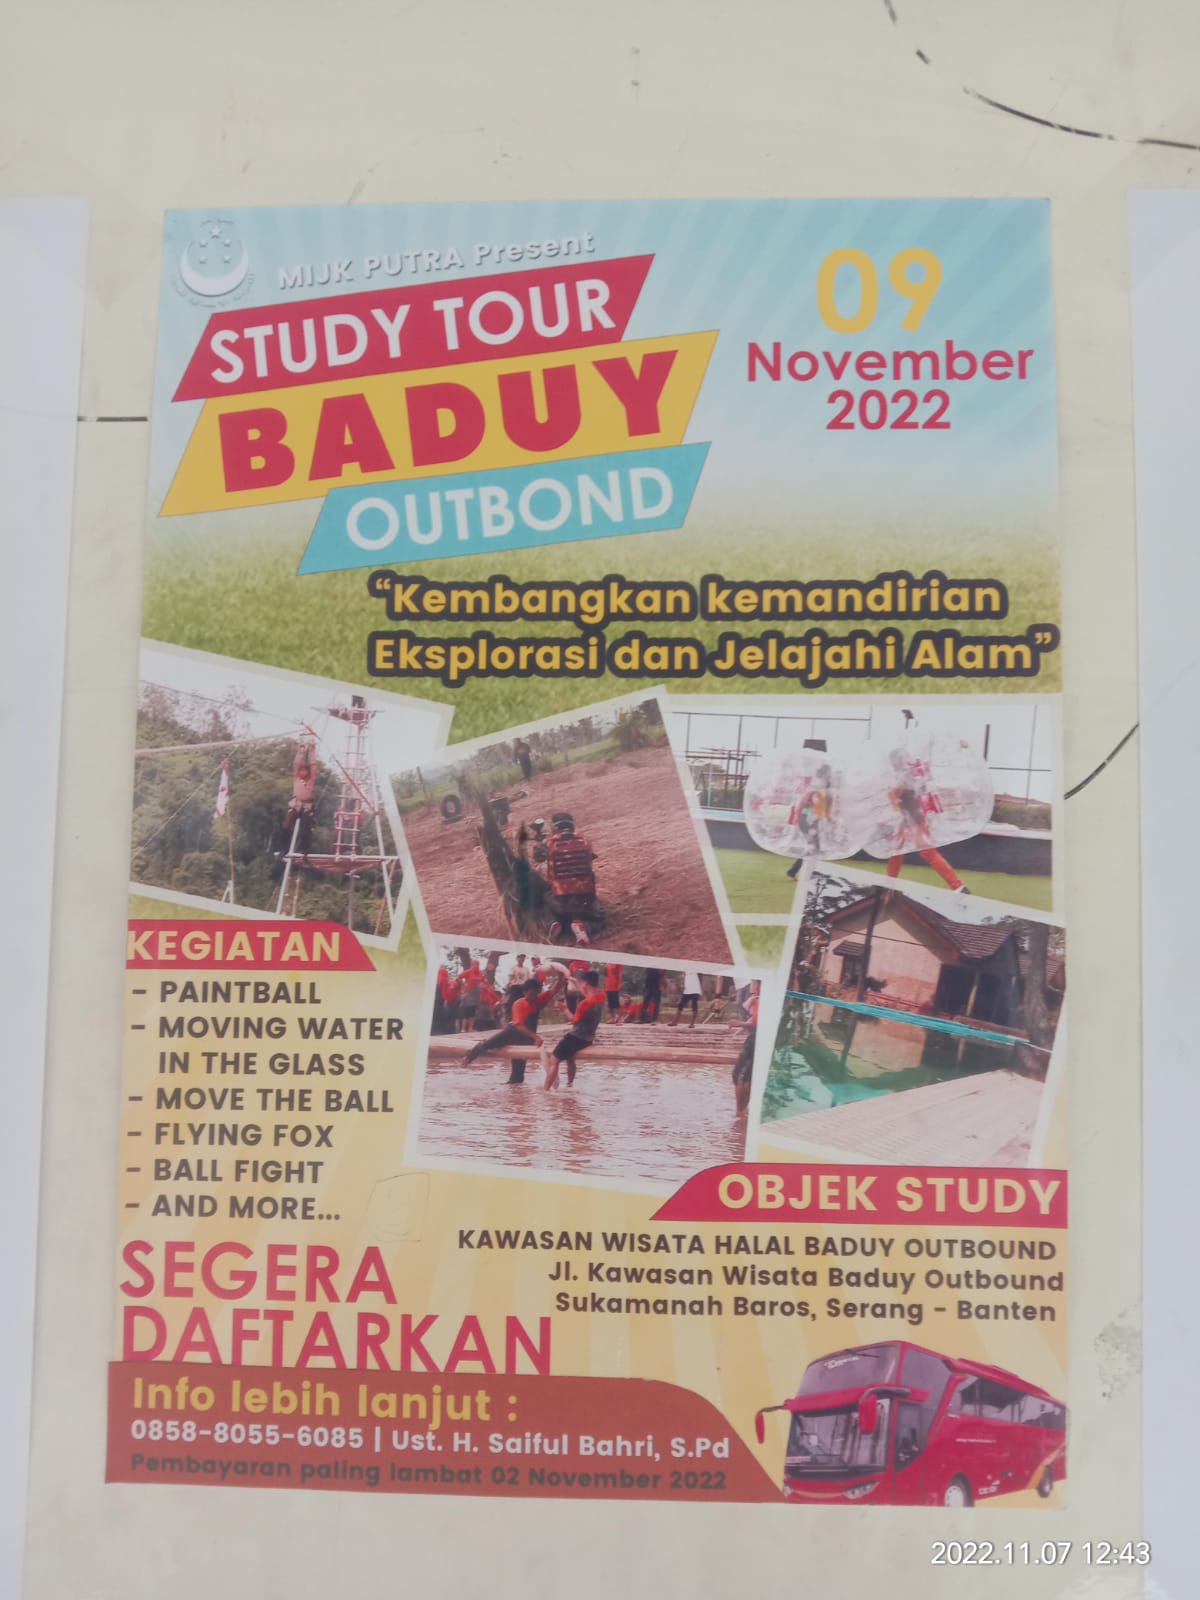 MIJK PUTRA Present
STUDY TOUR
BADUY
OUTBOND
09
November
2022
“Kembangkan kemandirian
Eksplorasi dan Jelajahi Alam”
KEGIATAN
- PAINTBALL
- MOVING WATER
IN THE GLASS
- MOVE THE BALL
- FLYING FOX
- BALL FIGHT
- AND MORE...
OBJEK STUDY
KAWASAN WISATA HALAL BADUY OUTBOUND
Jl. Kawasan Wisata Baduy Outbound
Sukamanah Baros, Serang - Banten
SEGERA
DAFTARKAN
Info lebih lanjut :
0858-8055-6085 | Ust. H. Saiful Bahri, S.Pd
Pembayaran paling lambat 02 November 2022
2022.11.07 12:43